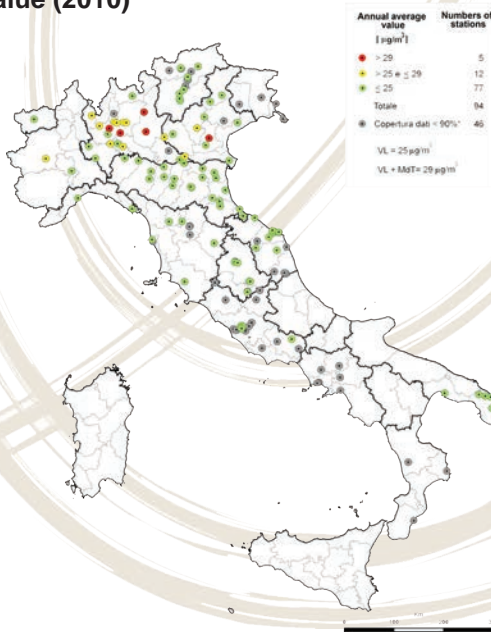 alue (2010)
Annual average value Numbers of stations
[ µg/m³]
> 29 5
> 25 e ≤ 29 12
≤ 25 77
Totale 94
Copertura dati < 90%* 46
VL = 25 µg/m³
VL + MdT= 29 µg/m³
0